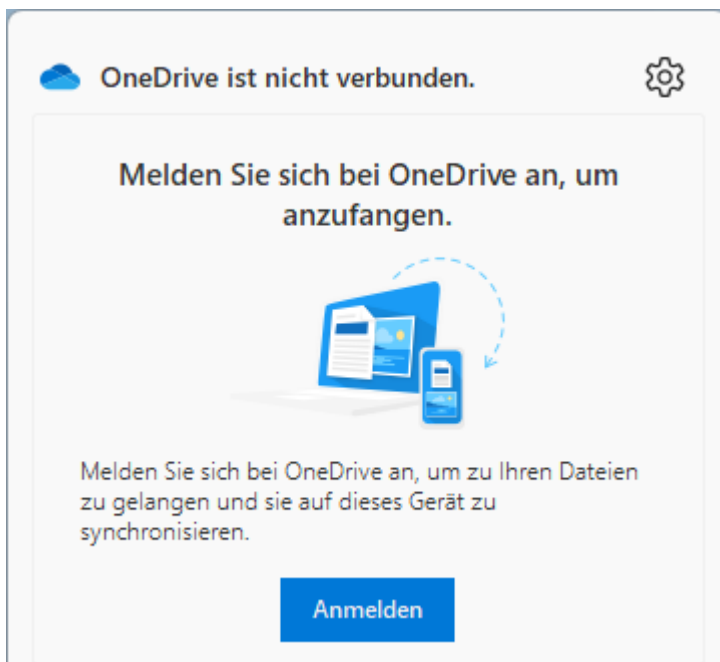 OneDrive ist nicht verbunden.
Melden Sie sich bei OneDrive an, um
anzufangen.
Melden Sie sich bei OneDrive an, um zu Ihren Dateien
zu gelangen und sie auf dieses Gerät zu
synchronisieren.
Anmelden